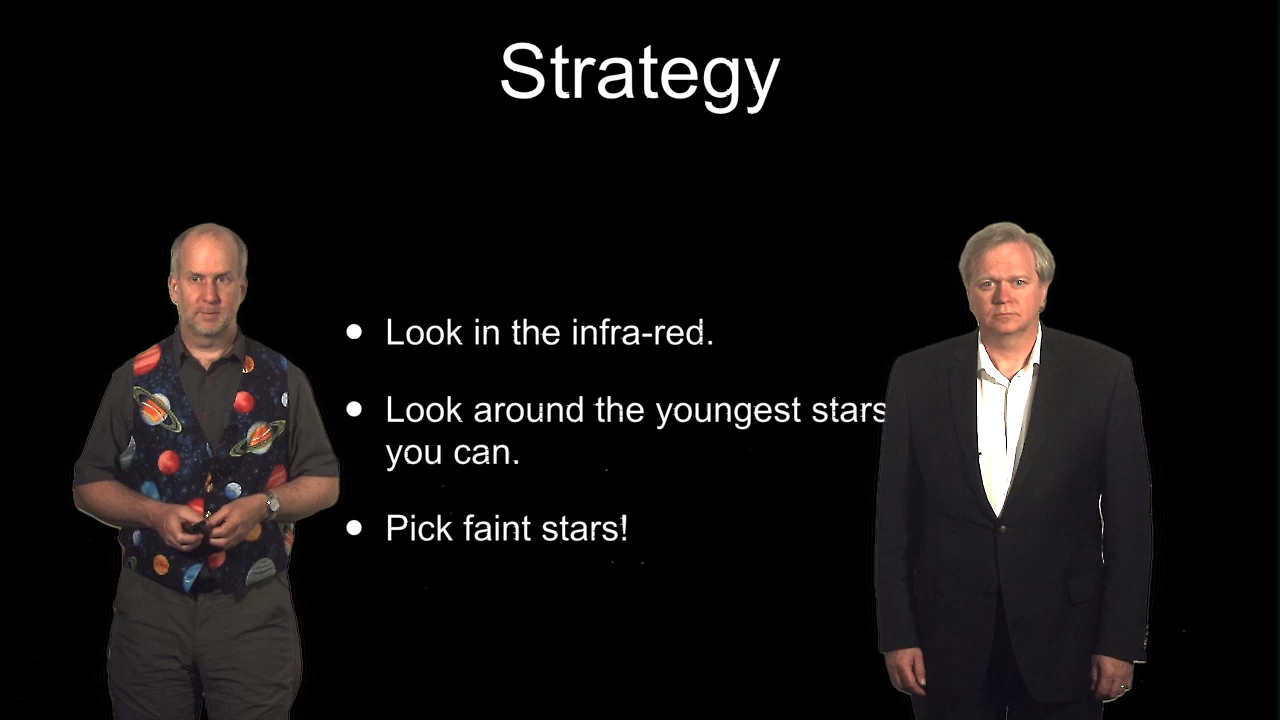 Strategy
• Look in the infra-red.
• Look around the youngest stars
you can.
• Pick faint stars!